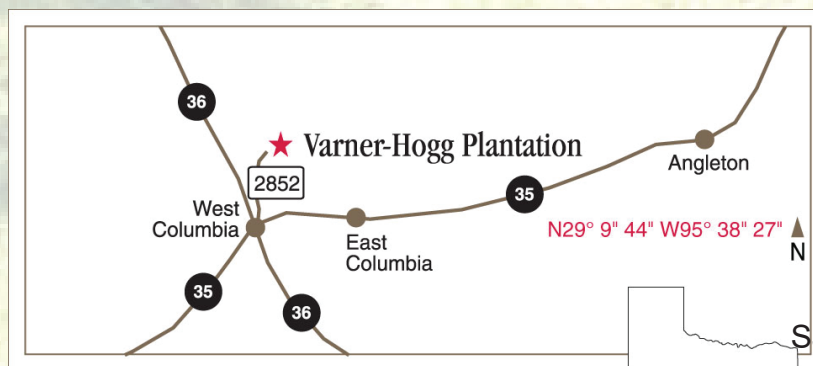 36
Varner-Hogg Plantation
2852
Angleton
35
West
Columbia
East
Columbia
N29° 9" 44" W95° 38" 27"
N
35
36
S